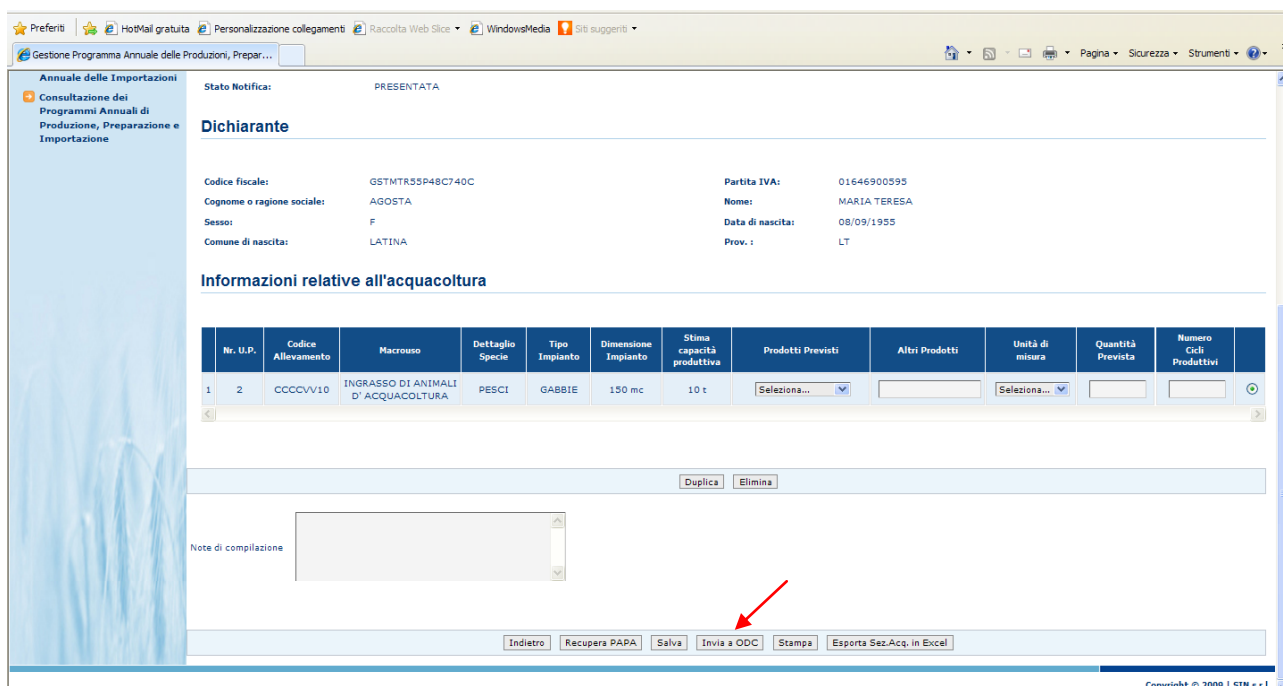 Preferiti HotMail gratuita Personalizzazione collegamenti Raccolta Web Slice WindowsMedia Siti suggeriti
Gestione Programma Annuale delle Produzioni, Prepar... Pagina Sicurezza Strumenti
Annuale delle Importazioni
Consultazione dei
Programmi Annuali di
Produzione, Preparazione e
Importazione
Stato Notifica: PRESENTATA
Dichiarante
Codice fiscale: GSTMTR55P48C740C Partita IVA: 01646900595
Cognome o ragione sociale: AGOSTA Nome: MARIA TERESA
Sesso: F Data di nascita: 08/09/1955
Comune di nascita: LATINA Prov. : LT
Informazioni relative all'acquacoltura
Nr. U.P. Codice Allevamento Macrouso Dettaglio Specie Tipo Impianto Dimensione Impianto Stima capacità produttiva Prodotti Previsti Altri Prodotti Unità di misura Quantità Prevista Numero Cicli Produttivi
1 2 CCCCVV10 INGRASSO DI ANIMALI D' ACQUACOLTURA PESCI GABBIE 150 mc 10 t Seleziona... Seleziona...
Duplica Elimina
Note di compilazione
Indietro Recupera PAPA Salva Invia a ODC Stampa Esporta Sez.Acq. in Excel
Copyright © 2009 | SIN s.r.l.